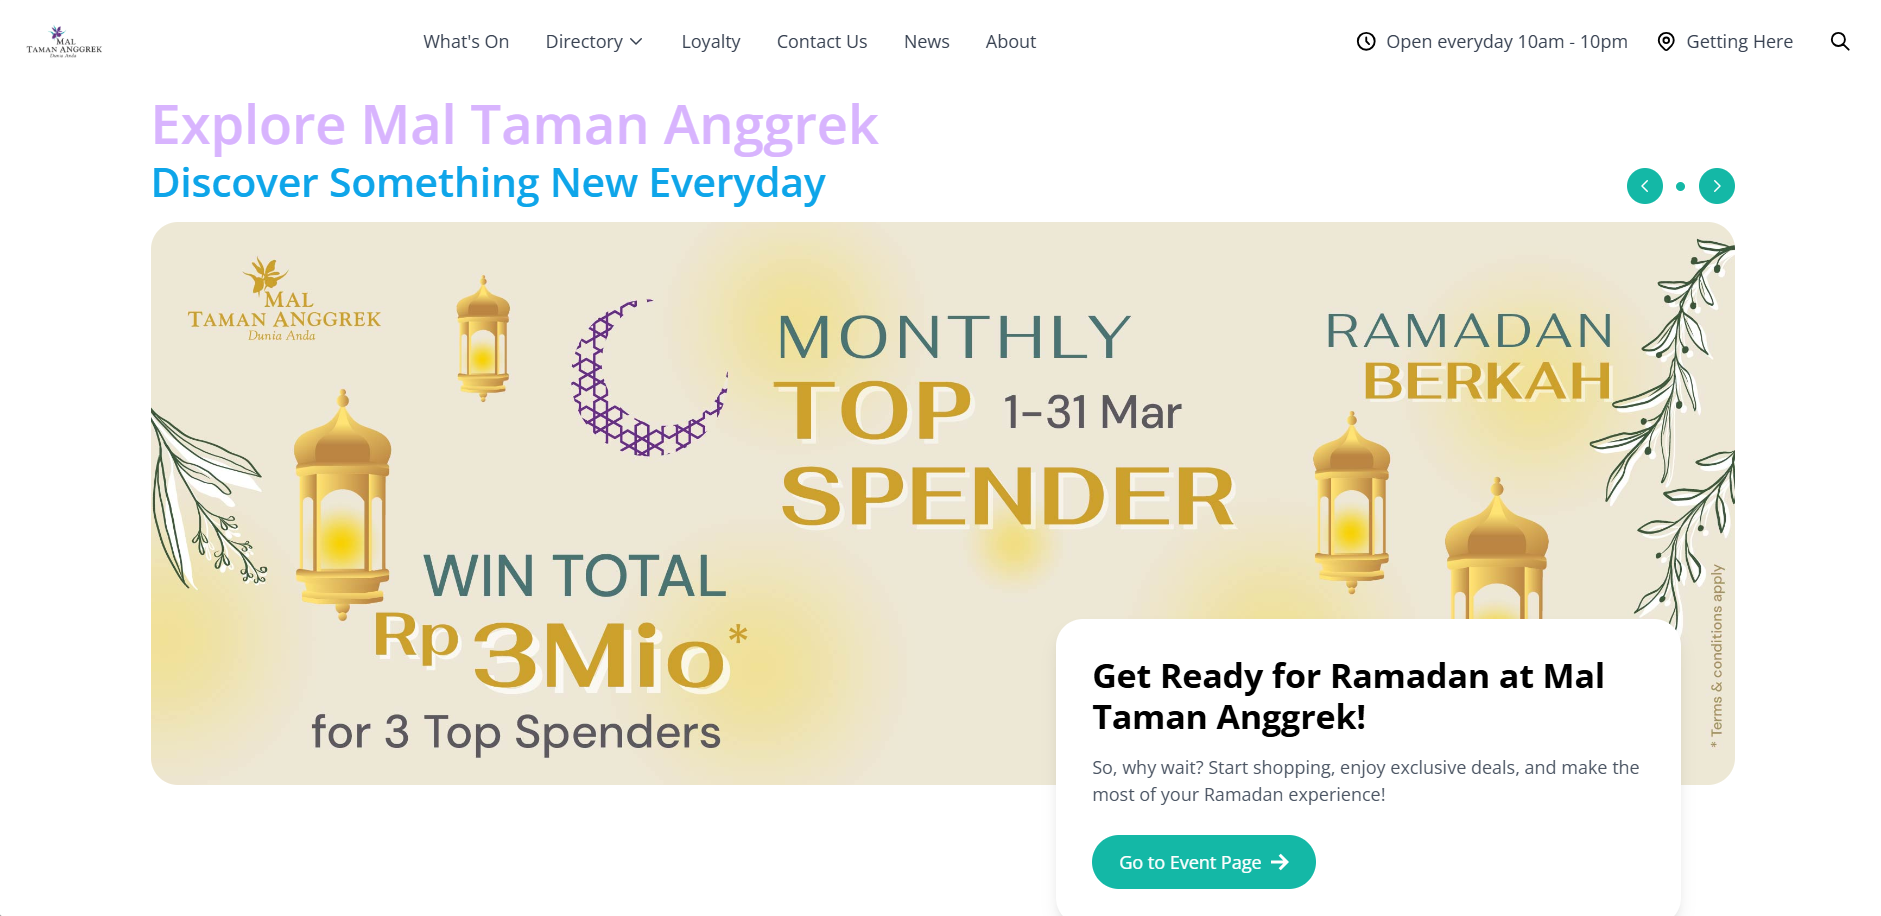 MAL
TAMAN ANGGREK
Dunia Anda
What's On
Directory
Loyalty
Contact Us
News
About
Open everyday 10am - 10pm
Getting Here
Explore Mal Taman Anggrek
Discover Something New Everyday
MAL
TAMAN ANGGREK
Dunia Anda
MONTHLY
TOP 1-31 Mar
SPENDER
RAMADAN
BERKAH
WIN TOTAL
Rp 3Mio*
for 3 Top Spenders
* Terms & conditions apply
Get Ready for Ramadan at Mal
Taman Anggrek!
So, why wait? Start shopping, enjoy exclusive deals, and make the
most of your Ramadan experience!
Go to Event Page